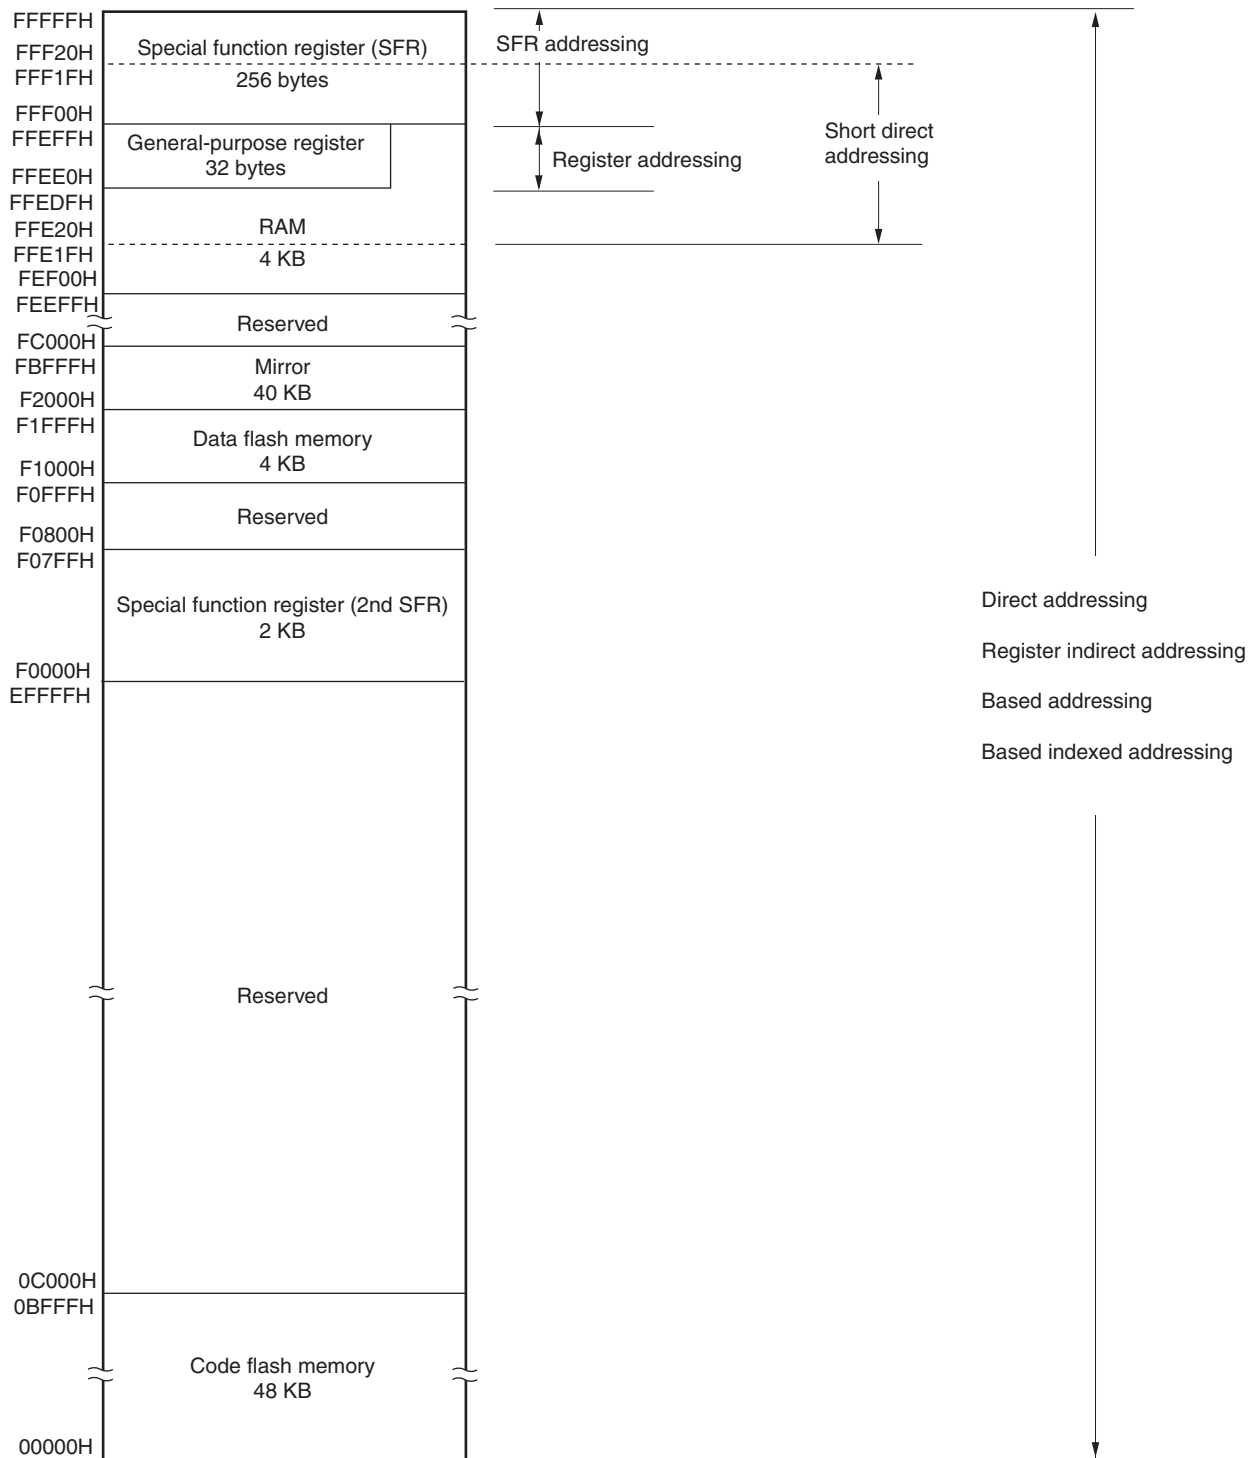 FFFFFH
FFF20H
FFF1FH
FFF00H
FFEFFH
FFEE0H
FFEDFH
FFE20H
FFE1FH
FEF00H
FEEFFH
FC000H
FBFFFH
F2000H
F1FFFH
F1000H
F0FFFH
F0800H
F07FFH
F0000H
EFFFFH
0C000H
0BFFFH
00000H
Special function register (SFR)
256 bytes
General-purpose register
32 bytes
RAM
4 KB
Reserved
Mirror
40 KB
Data flash memory
4 KB
Reserved
Special function register (2nd SFR)
2 KB
Reserved
Code flash memory
48 KB
SFR addressing
Register addressing
Short direct
addressing
Direct addressing
Register indirect addressing
Based addressing
Based indexed addressing